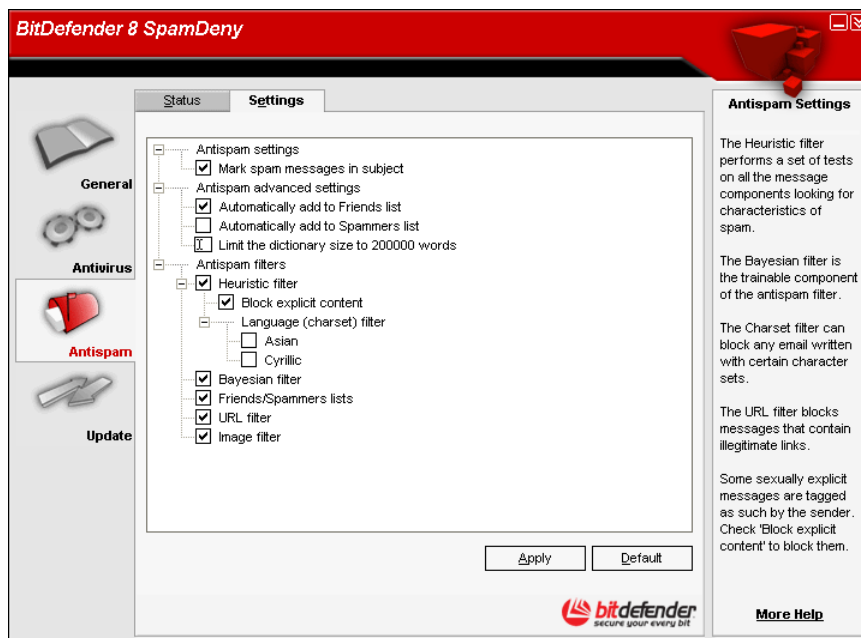 BitDefender 8 SpamDeny
Status
Settings
General
Antivirus
Antispam
Update
Antispam settings
Mark spam messages in subject
Antispam advanced settings
Automatically add to Friends list
Automatically add to Spammers list
Limit the dictionary size to 200000 words
Antispam filters
Heuristic filter
Block explicit content
Language (charset) filter
Asian
Cyrillic
Bayesian filter
Friends/Spammers lists
URL filter
Image filter
Apply
Default
bitdefender
secure your every bit
Antispam Settings
The Heuristic filter
performs a set of tests
on all the message
components looking for
characteristics of
spam.
The Bayesian filter is
the trainable component
of the antispam filter.
The Charset filter can
block any email written
with certain character
sets.
The URL filter blocks
messages that contain
illegitimate links.
Some sexually explicit
messages are tagged
as such by the sender.
Check 'Block explicit
content' to block them.
More Help